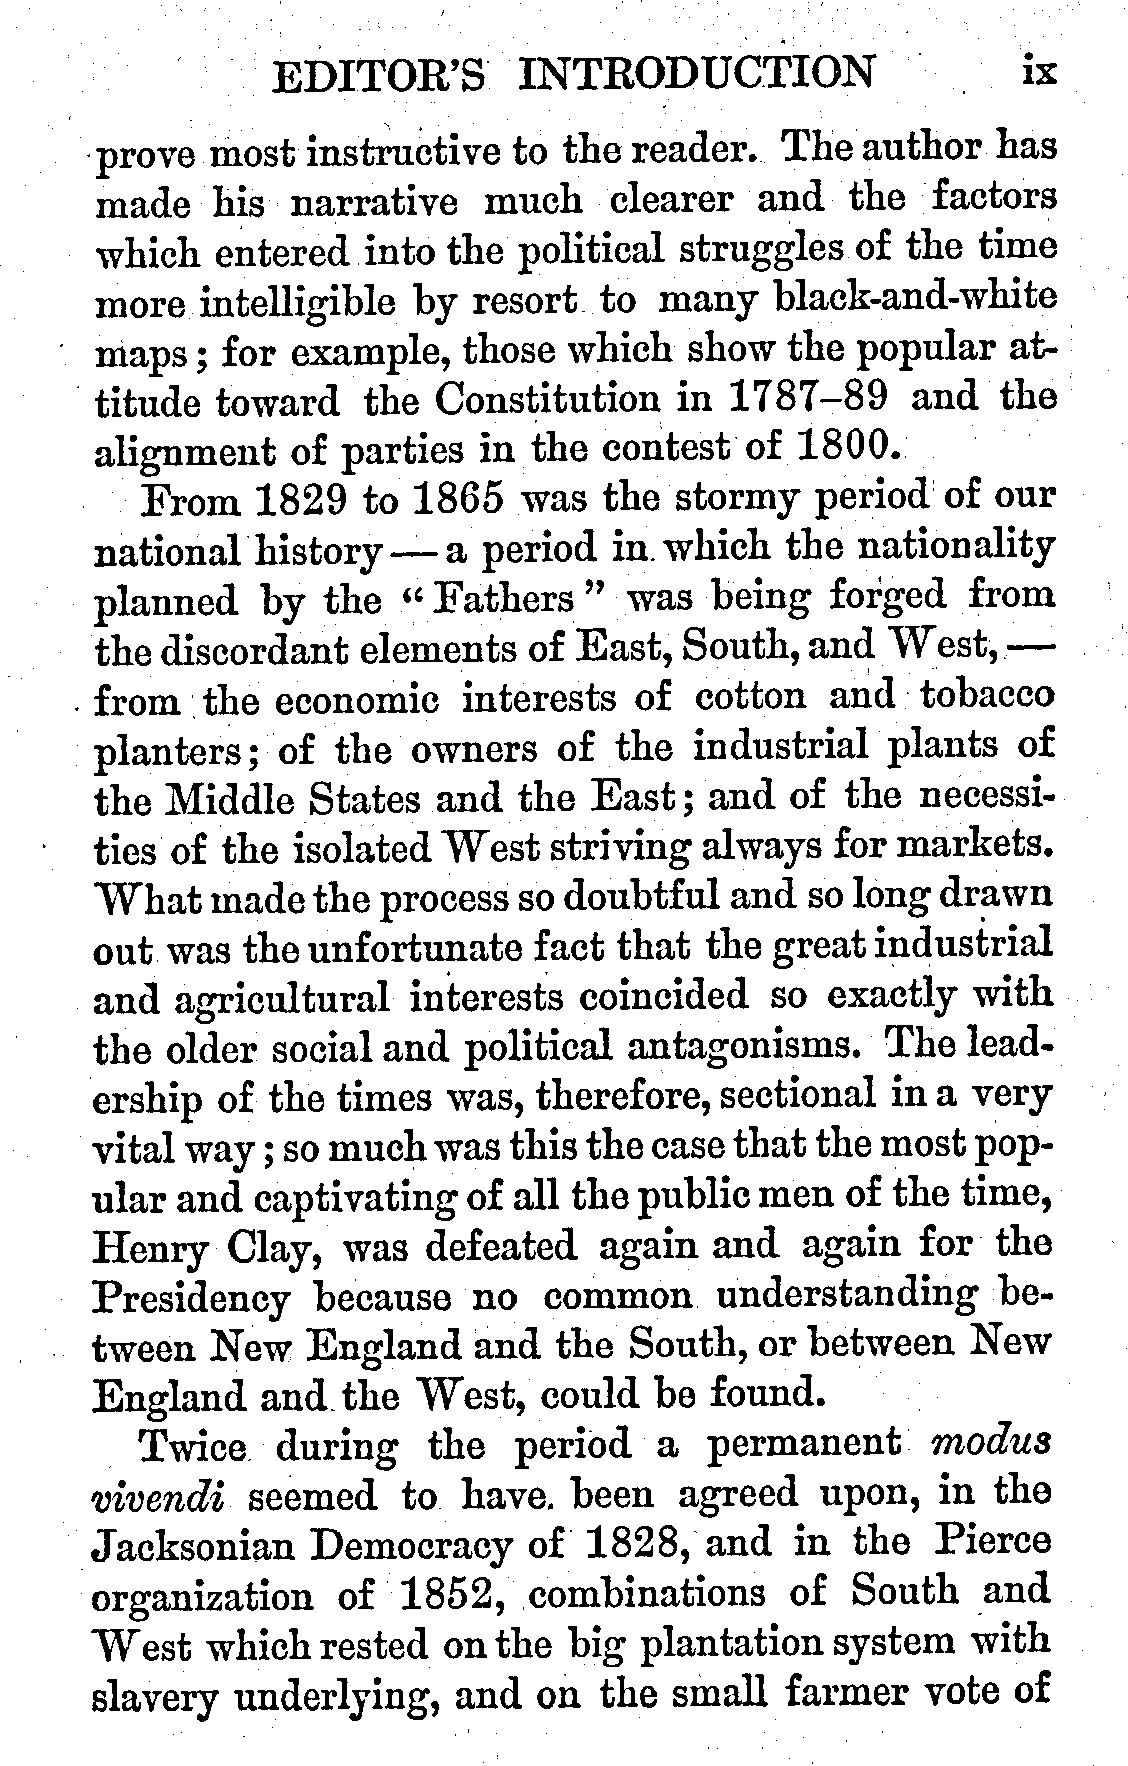 EDITOR'S INTRODUCTION ix
prove most instructive to the reader. The author has
made his narrative much clearer and the factors
which entered into the political struggles of the time
more intelligible by resort to many black-and-white
maps; for example, those which show the popular at-
titude toward the Constitution in 1787–89 and the
alignment of parties in the contest of 1800.
From 1829 to 1865 was the stormy period of our
national history — a period in which the nationality
planned by the “Fathers” was being forged from
the discordant elements of East, South, and West, —
from the economic interests of cotton and tobacco
planters; of the owners of the industrial plants of
the Middle States and the East; and of the necessi-
ties of the isolated West striving always for markets.
What made the process so doubtful and so long drawn
out was the unfortunate fact that the great industrial
and agricultural interests coincided so exactly with
the older social and political antagonisms. The lead-
ership of the times was, therefore, sectional in a very
vital way; so much was this the case that the most pop-
ular and captivating of all the public men of the time,
Henry Clay, was defeated again and again for the
Presidency because no common understanding be-
tween New England and the South, or between New
England and the West, could be found.
Twice during the period a permanent modus
vivendi seemed to have been agreed upon, in the
Jacksonian Democracy of 1828, and in the Pierce
organization of 1852, combinations of South and
West which rested on the big plantation system with
slavery underlying, and on the small farmer vote of